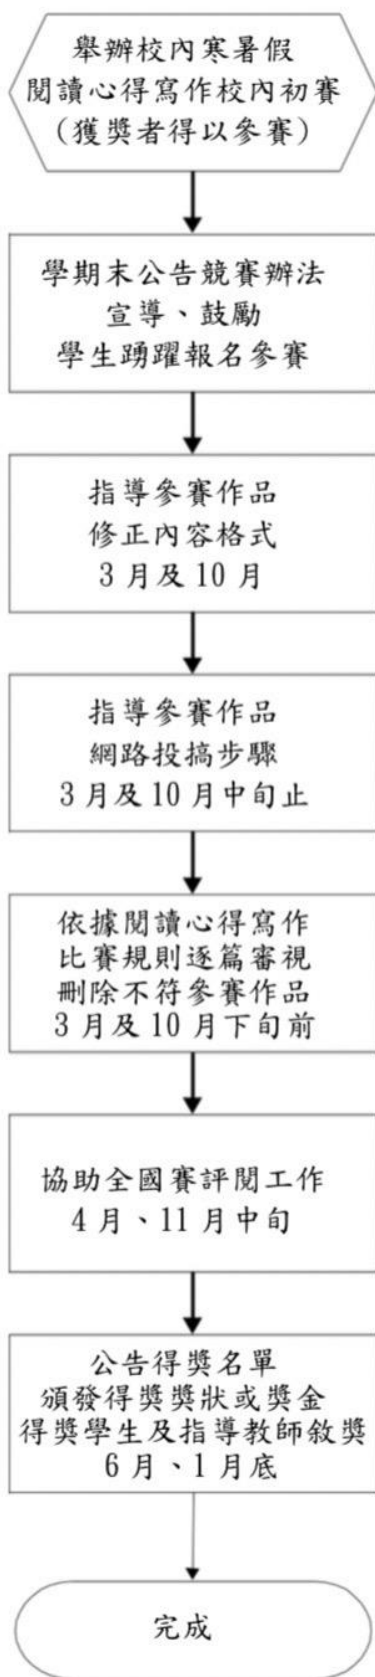 舉辦校內寒暑假
閱讀心得寫作校內初賽
(獲獎者得以參賽)
學期末公告競賽辦法
宣導、鼓勵
學生踴躍報名參賽
指導參賽作品
修正內容格式
3 月及 10 月
指導參賽作品
網路投搞步驟
3 月及 10 月中旬止
依據閱讀心得寫作
比賽規則逐篇審視
刪除不符參賽作品
3 月及 10 月下旬前
協助全國賽評閱工作
4 月、11 月中旬
公告得獎名單
頒發得獎獎狀或獎金
得獎學生及指導教師敘獎
6 月、1 月底
完成